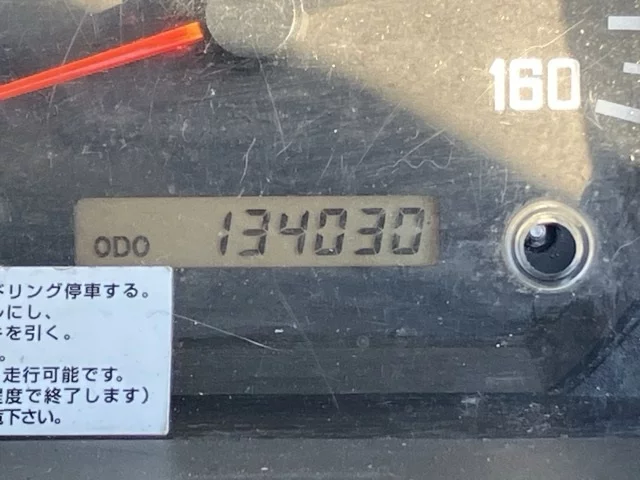 160
ODO 134030
ドリング停車する。
にし、
を引く。
走行可能です。
程度で終了します）
下さい。